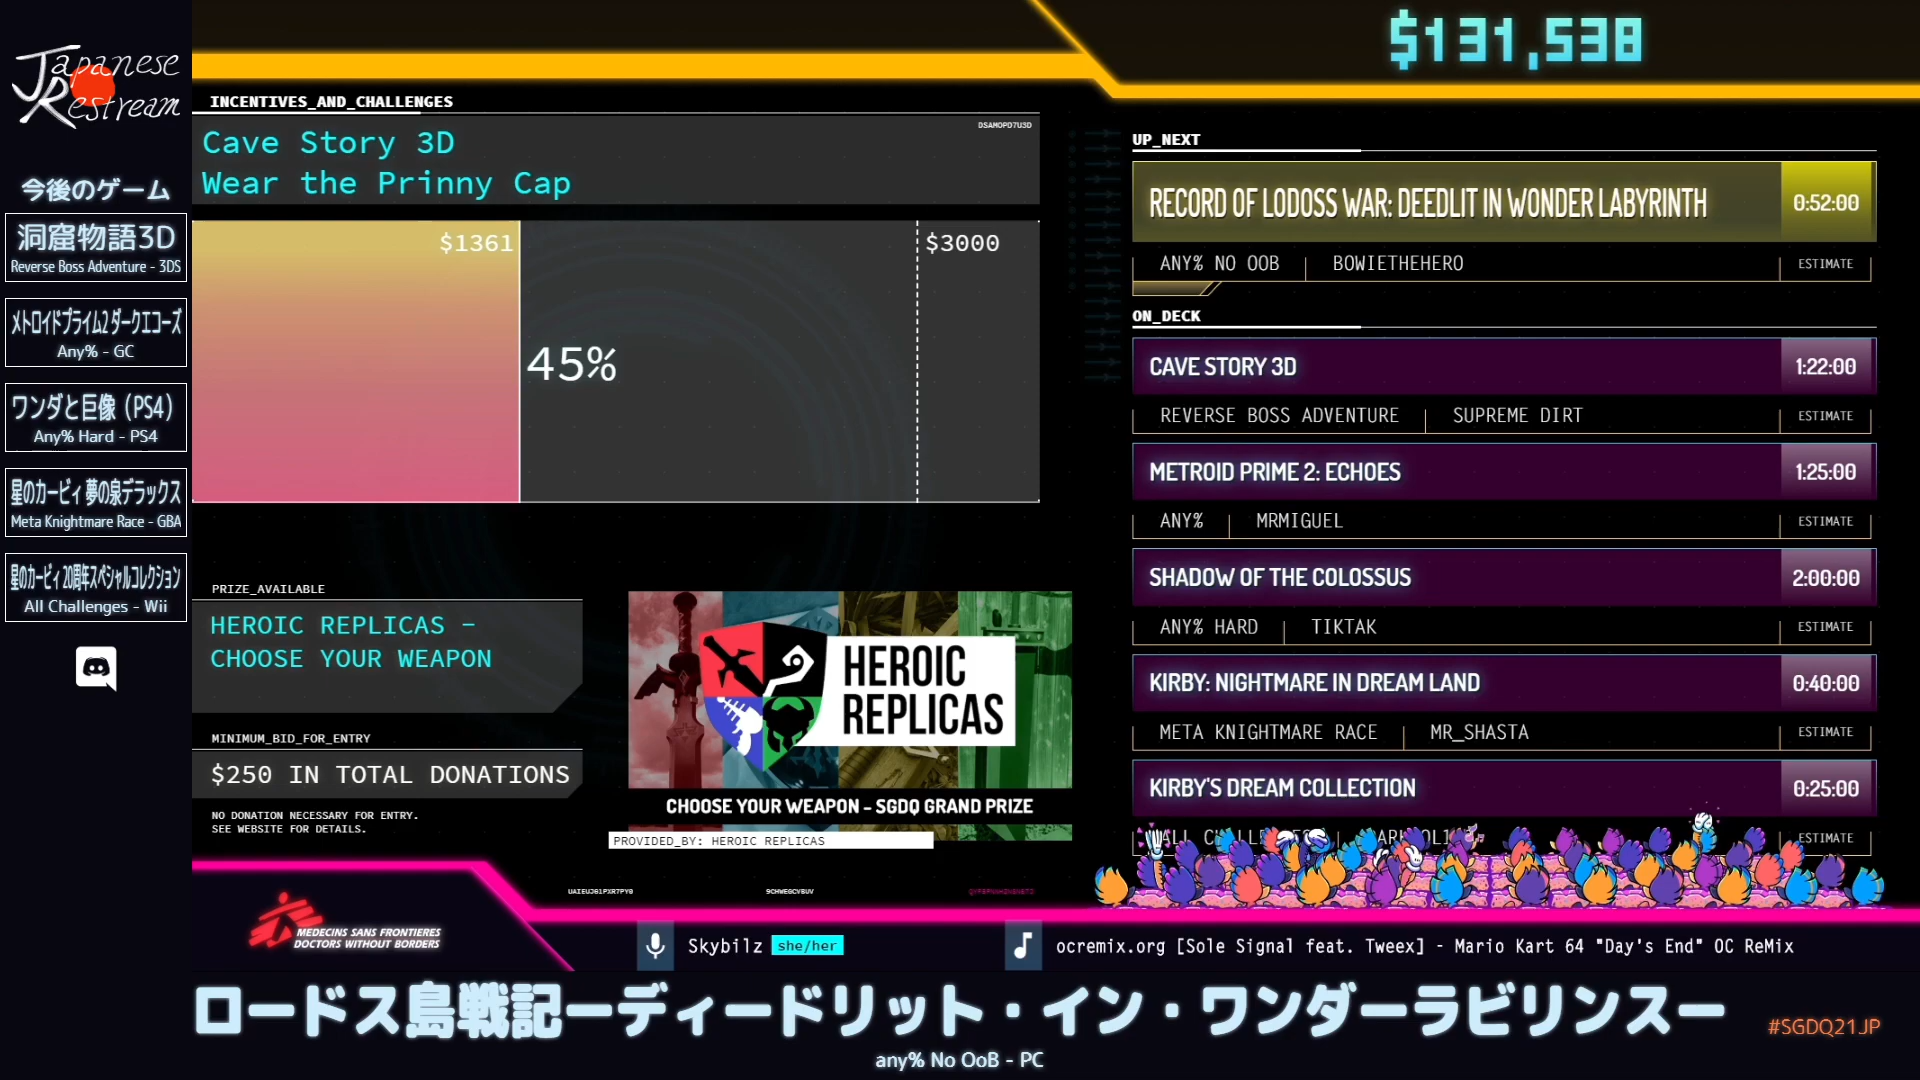 Japanese
Restream
今後のゲーム
洞窟物語3D
Reverse Boss Adventure - 3DS
メトロイドプライム2 ダークエコーズ
Any% - GC
ワンダと巨像（PS4）
Any% Hard - PS4
星のカービィ 夢の泉デラックス
Meta Knightmare Race - GBA
星のカービィ 20周年スペシャルコレクション
All Challenges - Wii
$131,538
INCENTIVES_AND_CHALLENGES
Cave Story 3D
Wear the Prinny Cap
$1361
$3000
45%
PRIZE_AVAILABLE
HEROIC REPLICAS -
CHOOSE YOUR WEAPON
MINIMUM_BID_FOR_ENTRY
$250 IN TOTAL DONATIONS
NO DONATION NECESSARY FOR ENTRY.
SEE WEBSITE FOR DETAILS.
HEROIC
REPLICAS
CHOOSE YOUR WEAPON - SGDQ GRAND PRIZE
PROVIDED_BY: HEROIC REPLICAS
UP_NEXT
RECORD OF LODOSS WAR: DEEDLIT IN WONDER LABYRINTH 0:52:00
ANY% NO OOB BOWIETHEHERO ESTIMATE
ON_DECK
CAVE STORY 3D 1:22:00
REVERSE BOSS ADVENTURE SUPREME DIRT ESTIMATE
METROID PRIME 2: ECHOES 1:25:00
ANY% MRMIGUEL ESTIMATE
SHADOW OF THE COLOSSUS 2:00:00
ANY% HARD TIKTAK ESTIMATE
KIRBY: NIGHTMARE IN DREAM LAND 0:40:00
META KNIGHTMARE RACE MR_SHASTA ESTIMATE
KIRBY'S DREAM COLLECTION 0:25:00
ESTIMATE
MEDECINS SANS FRONTIERES
DOCTORS WITHOUT BORDERS
Skybilz she/her
ocremix.org [Sole Signal feat. Tweex] - Mario Kart 64 "Day's End" OC ReMix
ロードス島戦記ーディードリット・イン・ワンダーラビリンスー
#SGDQ21JP
any% No OoB - PC